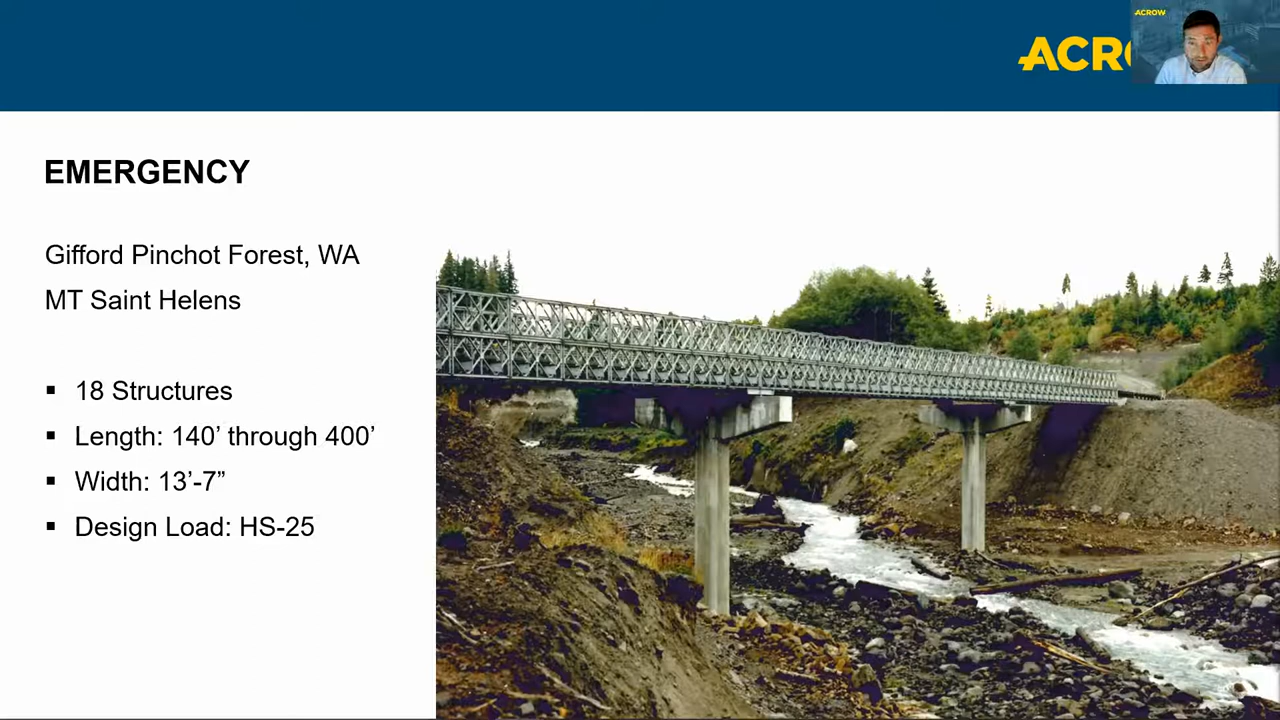 ACRO
ACROW
EMERGENCY
Gifford Pinchot Forest, WA
MT Saint Helens
▪ 18 Structures
▪ Length: 140’ through 400’
▪ Width: 13’-7”
▪ Design Load: HS-25